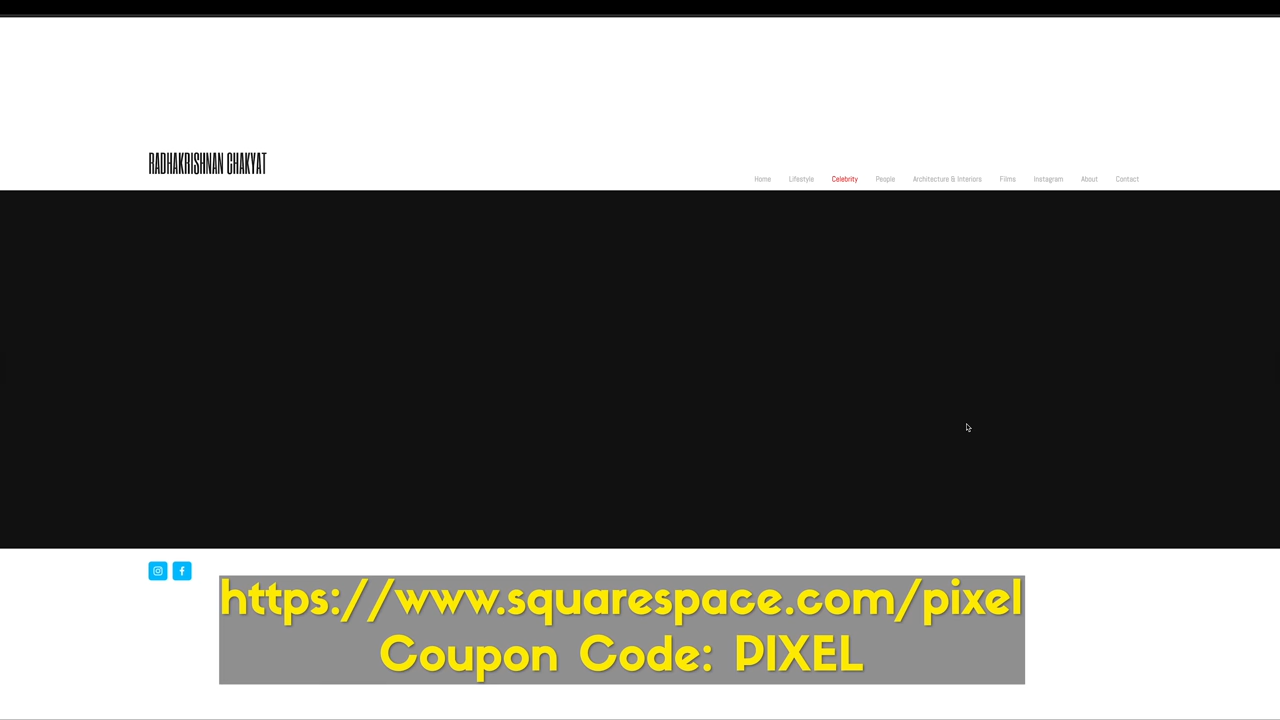 RADHAKRISHNAN CHAKYAT
Home Lifestyle Celebrity People Architecture & Interiors Films Instagram About Contact
https://www.squarespace.com/pixel
Coupon Code: PIXEL